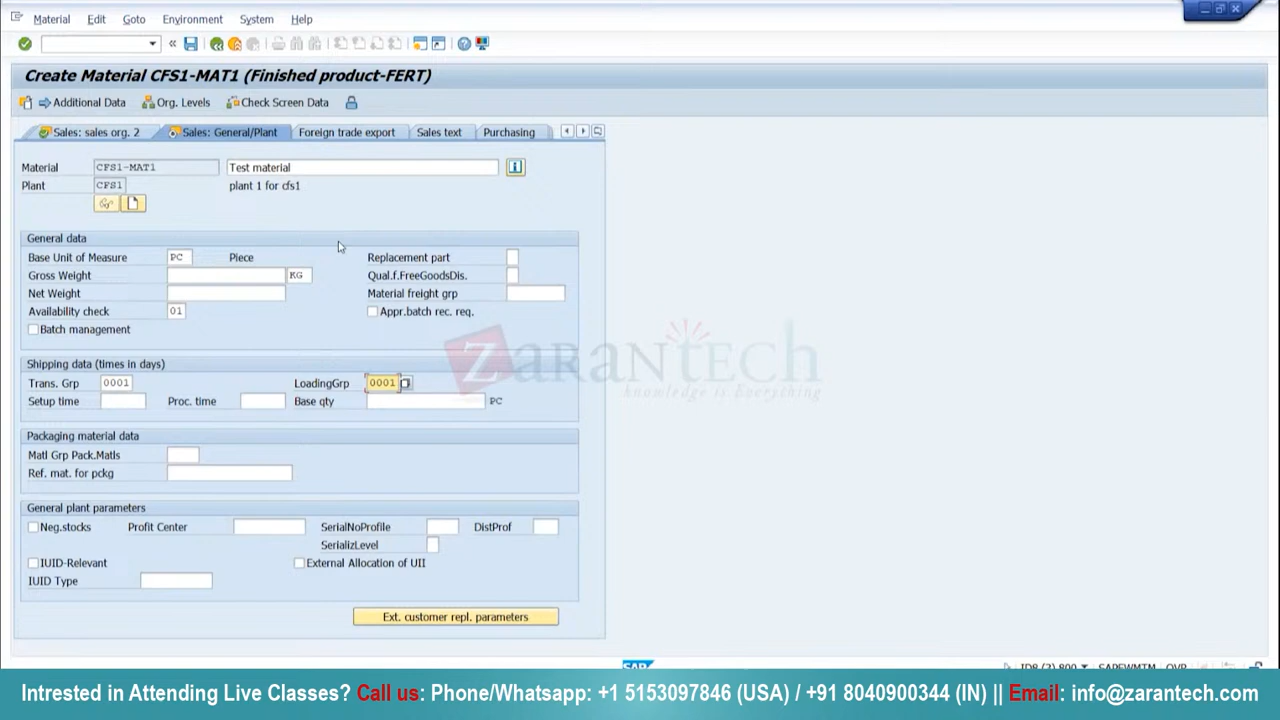 Material Edit Goto Environment System Help
Create Material CFS1-MAT1 (Finished product-FERT)
Additional Data Org. Levels Check Screen Data
Sales: sales org. 2 Sales: General/Plant Foreign trade export Sales text Purchasing
Material CFS1-MAT1 Test material
Plant CFS1 plant 1 for cfs1
General data
Base Unit of Measure PC Piece Replacement part
Gross Weight KG Qual.f.FreeGoodsDis.
Net Weight Material freight grp
Availability check 01 Appr.batch rec. req.
Batch management
ZaranTech
Knowledge is Everything
Shipping data (times in days)
Trans. Grp 0001 LoadingGrp 0001
Setup time Proc. time Base qty PC
Packaging material data
Matl Grp Pack.Matls
Ref. mat. for pckg
General plant parameters
Neg.stocks Profit Center SerialNoProfile DistProf
SerializLevel
IUID-Relevant External Allocation of UII
IUID Type
Ext. customer repl. parameters
SAP
Intrested in Attending Live Classes? Call us: Phone/Whatsapp: +1 5153097846 (USA) / +91 8040900344 (IN) || Email: info@zarantech.com